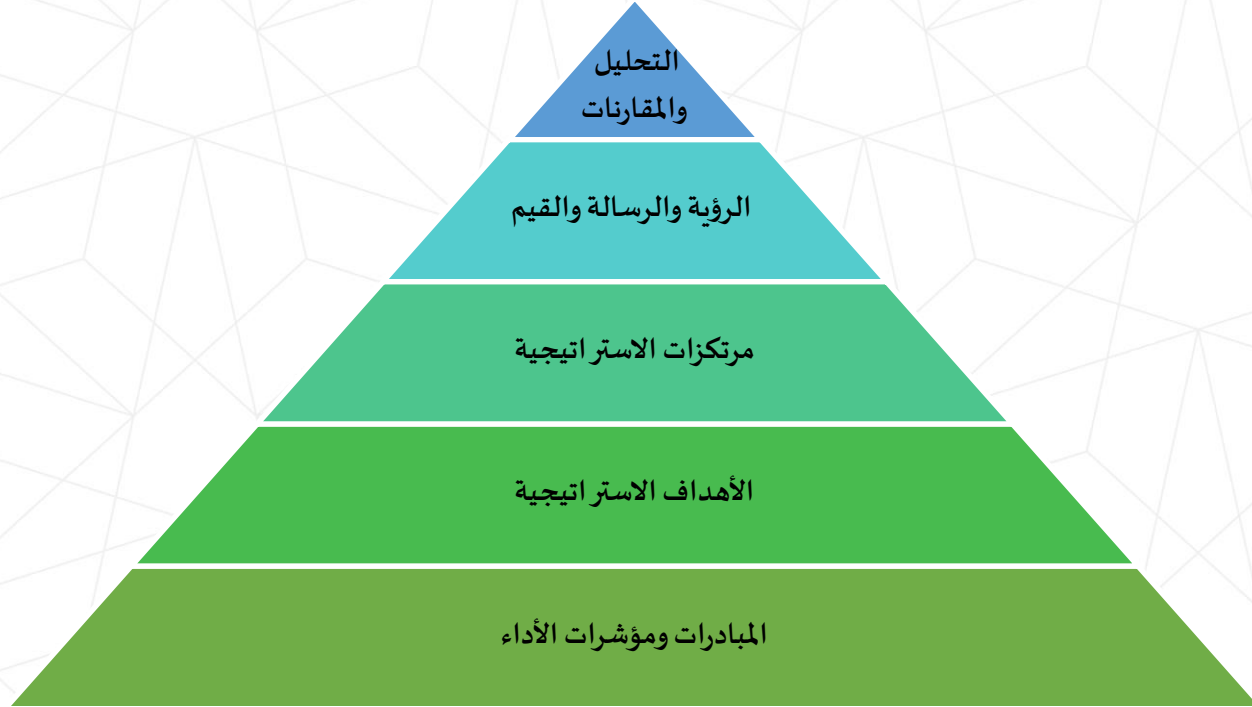 التحليل
والمقارنات
الرؤية والرسالة والقيم
مرتكزات الاستراتيجية
الأهداف الاستراتيجية
المبادرات ومؤشرات الأداء